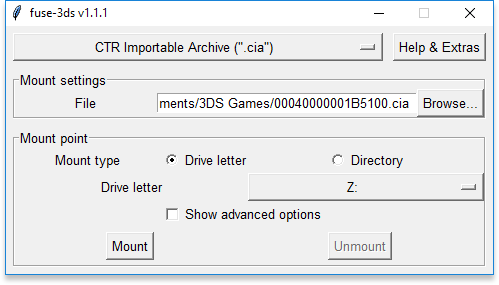 fuse-3ds v1.1.1
CTR Importable Archive (".cia")
Help & Extras
Mount settings
File
ments/3DS Games/00040000001B5100.cia
Browse...
Mount point
Mount type
Drive letter
Directory
Drive letter
Z:
Show advanced options
Mount
Unmount